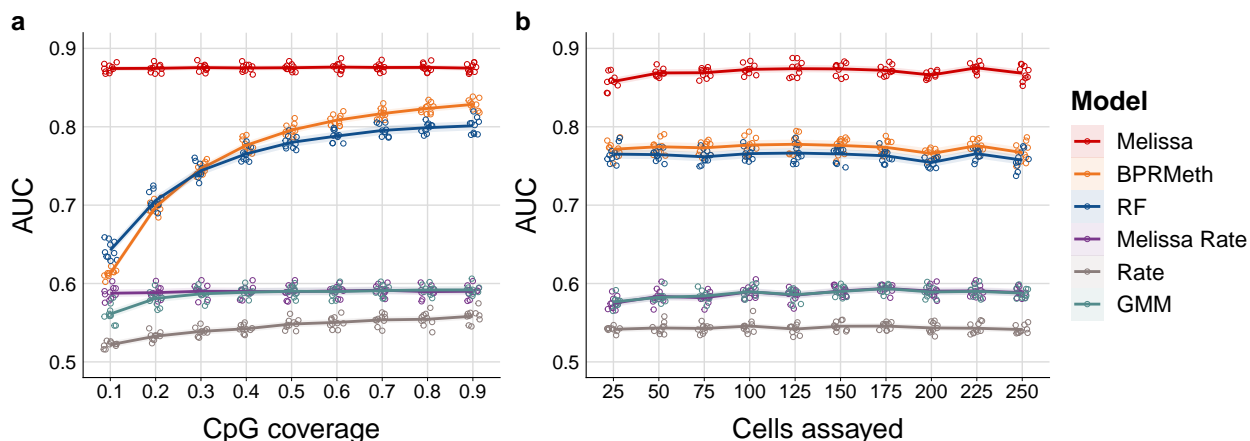 a
AUC
0.9
0.8
0.7
0.6
0.5
0.1 0.2 0.3 0.4 0.5 0.6 0.7 0.8 0.9
CpG coverage
b
AUC
0.9
0.8
0.7
0.6
0.5
25 50 75 100 125 150 175 200 225 250
Cells assayed
Model
Melissa
BPRMeth
RF
Melissa Rate
Rate
GMM